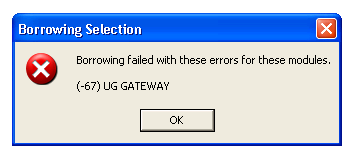 Borrowing Selection
Borrowing failed with these errors for these modules.
(-67) UG GATEWAY
OK